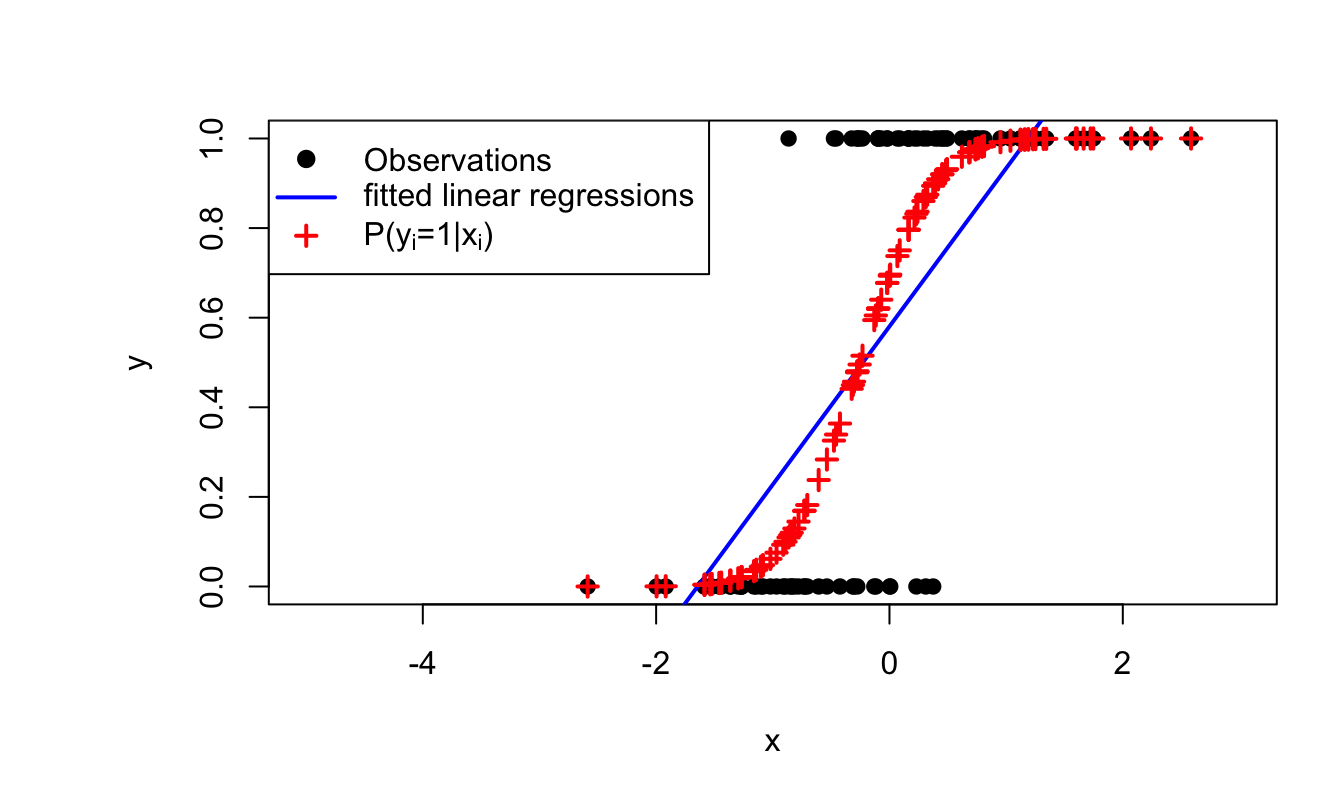 Observations
fitted linear regressions
P(yᵢ=1|xᵢ)
1.0
0.8
0.6
0.4
0.2
0.0
y
-4 -2 0 2
x